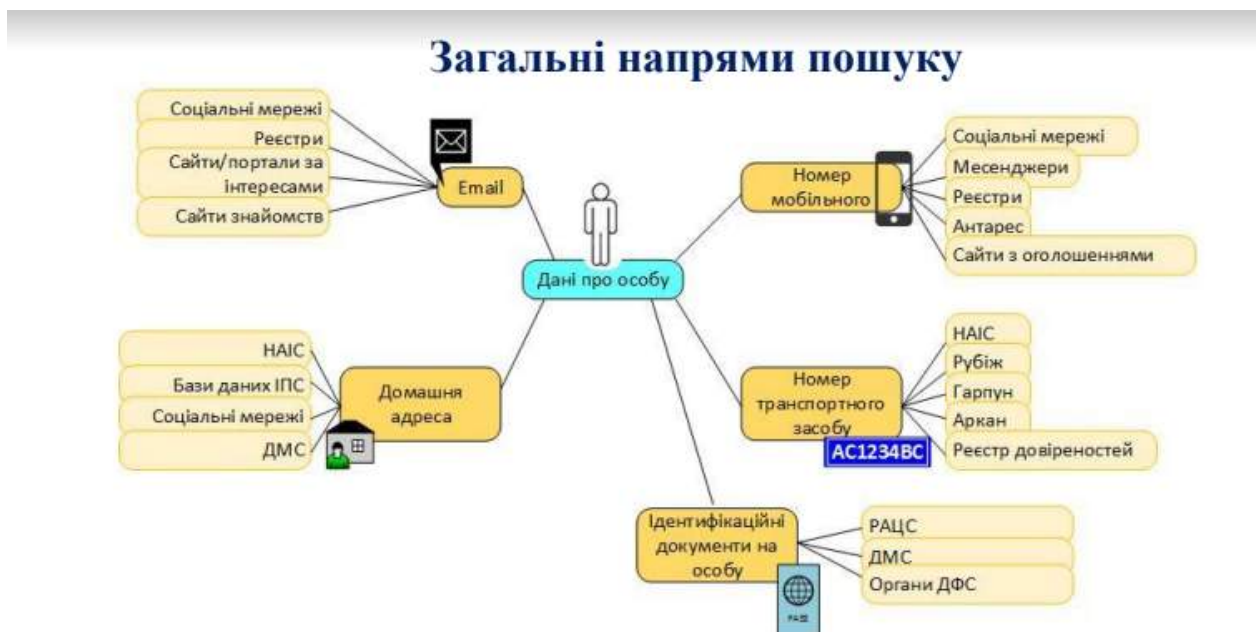 Загальні напрями пошуку
Соціальні мережі
Реєстри
Сайти/портали за
інтересами
Сайти знайомств
Email
Номер
мобільного
Соціальні мережі
Месенджери
Реєстри
Антарес
Сайти з оголошеннями
Дані про особу
НАІС
Бази даних ІПС
Соціальні мережі
ДМС
Домашня
адреса
Номер
транспортного
засобу
AC1234BC
НАІС
Рубіж
Гарпун
Аркан
Реєстр довіреностей
Ідентифікаційні
документи на
особу
РАЦС
ДМС
Органи ДФС